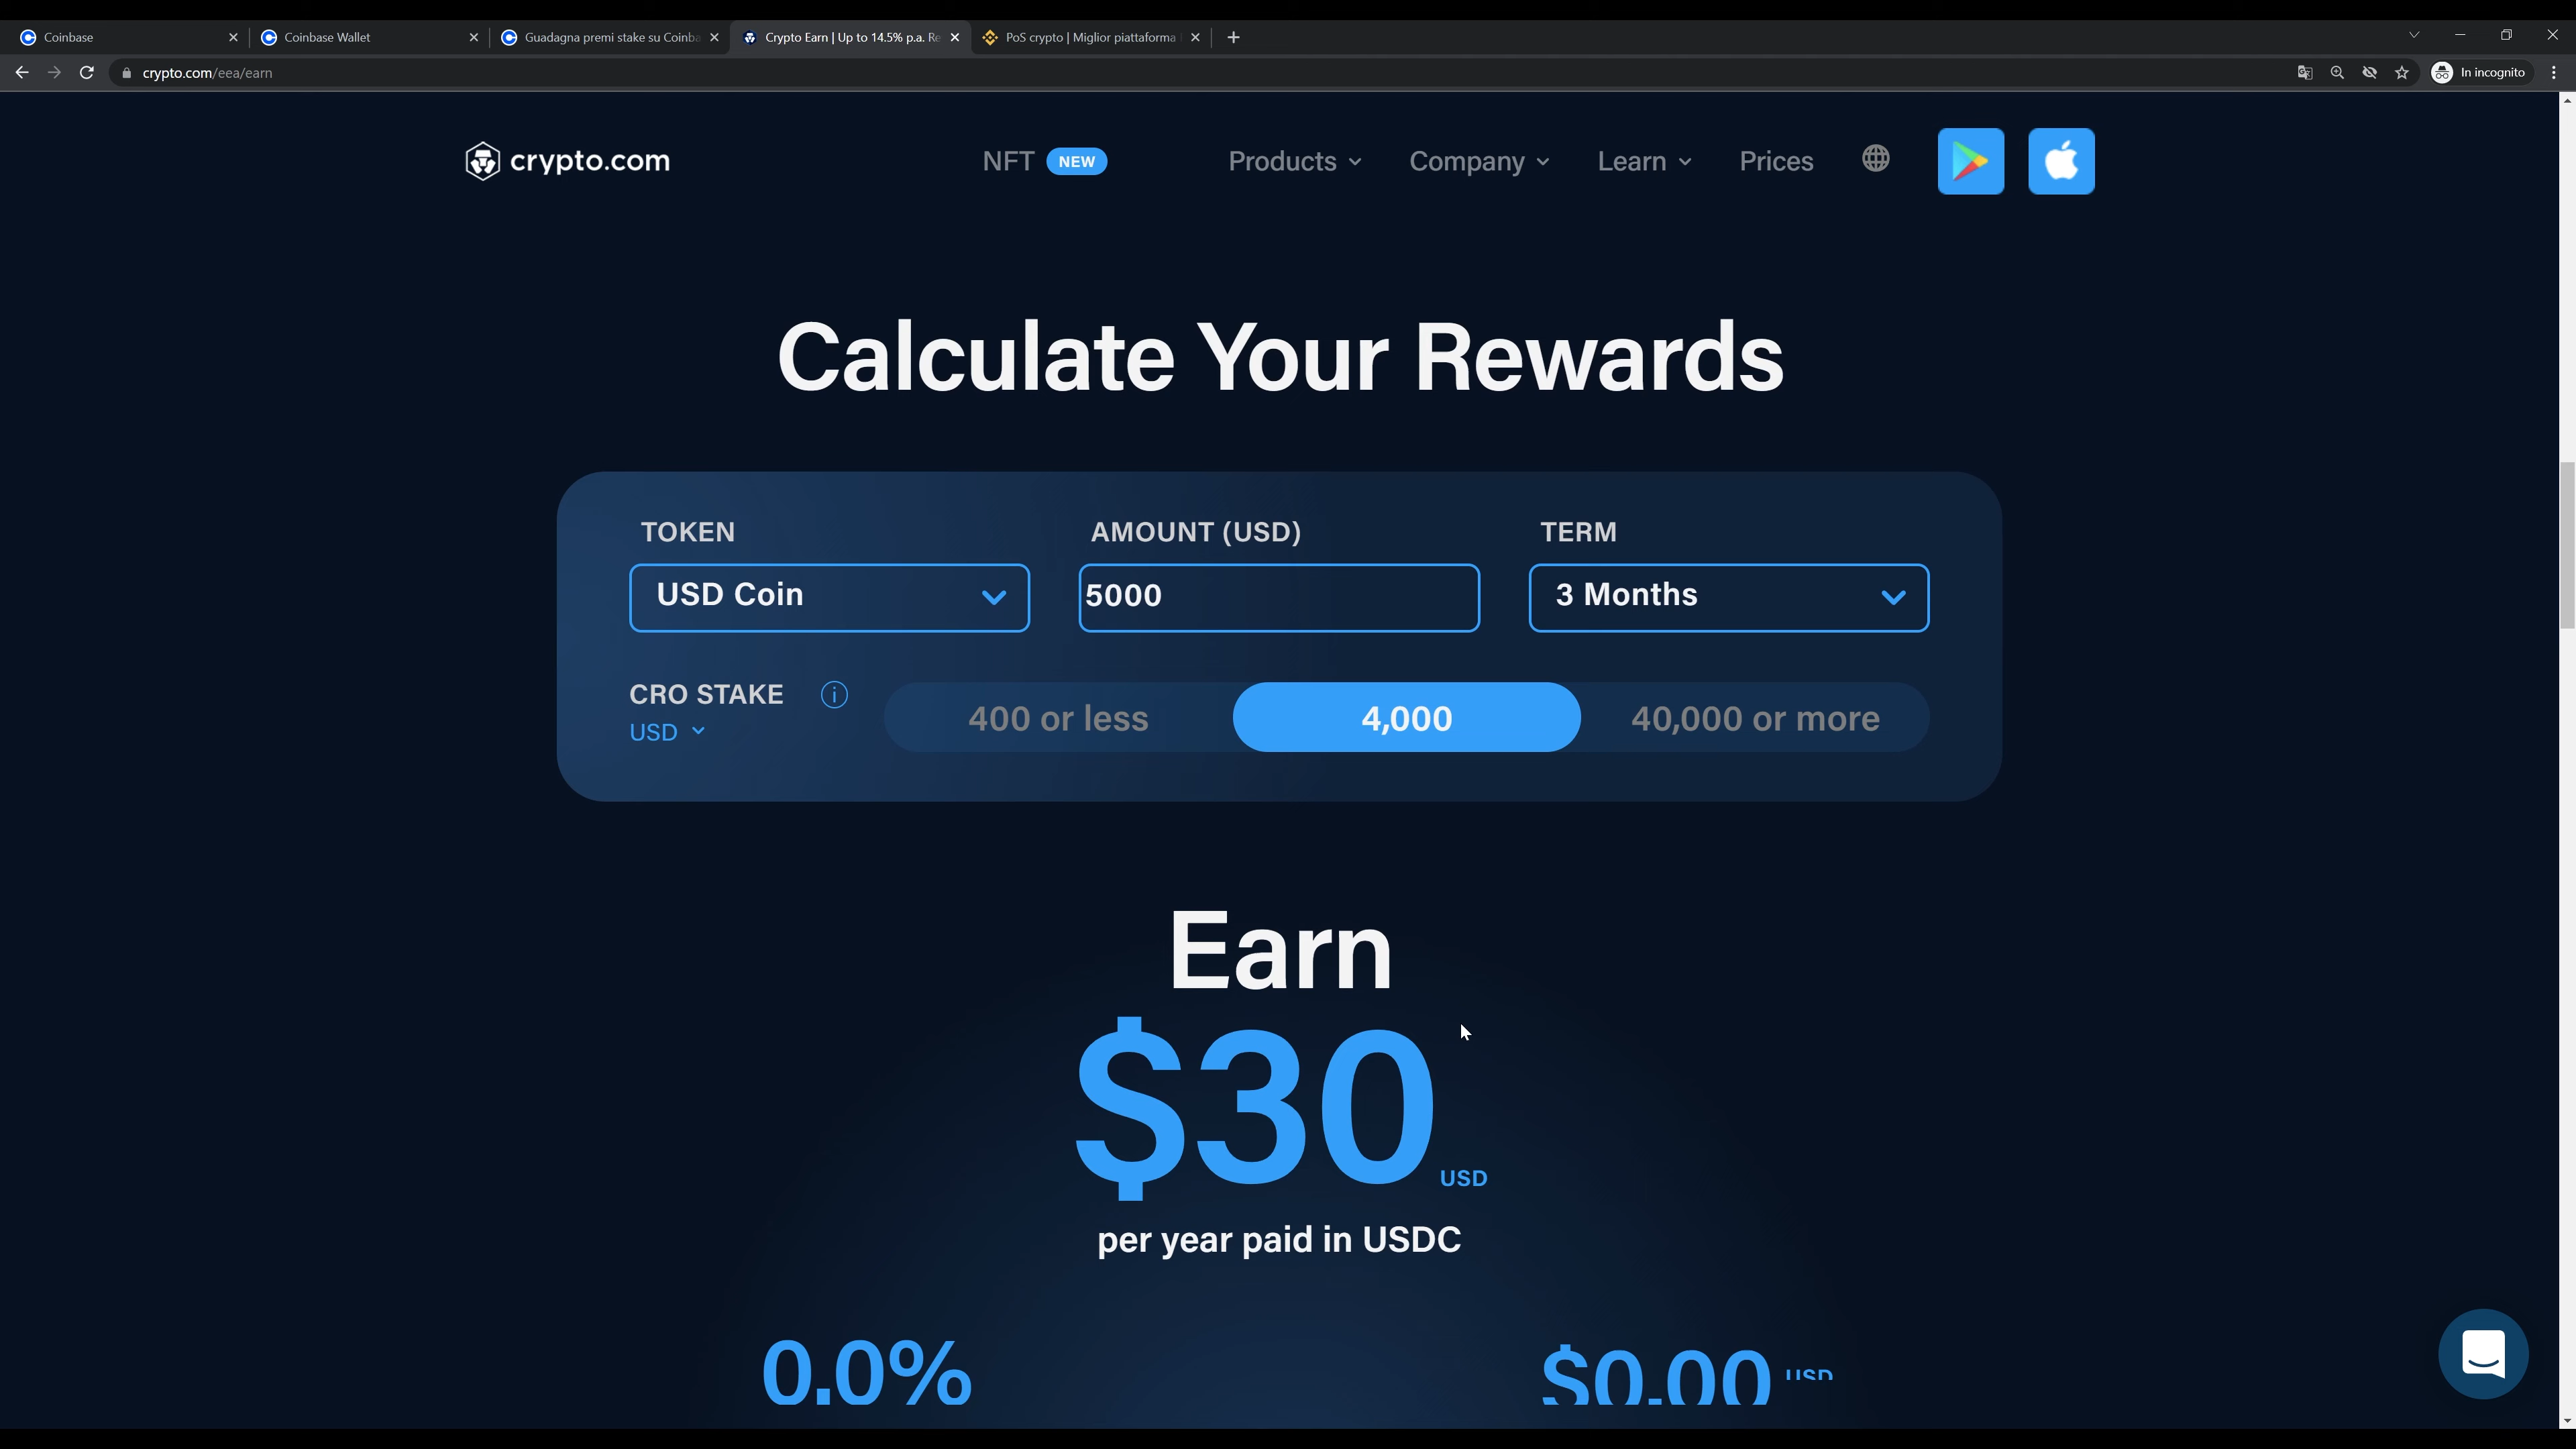 Coinbase
Coinbase Wallet
Guadagna premi stake su Coinba
Crypto Earn | Up to 14.5% p.a. Re
PoS crypto | Miglior piattaforma
crypto.com/eea/earn
In incognito
crypto.com
NFT NEW
Products
Company
Learn
Prices
Calculate Your Rewards
TOKEN
AMOUNT (USD)
TERM
USD Coin
5000
3 Months
CRO STAKE
USD
400 or less
4,000
40,000 or more
Earn
$30 USD
per year paid in USDC
0.0%
$0.00 USD